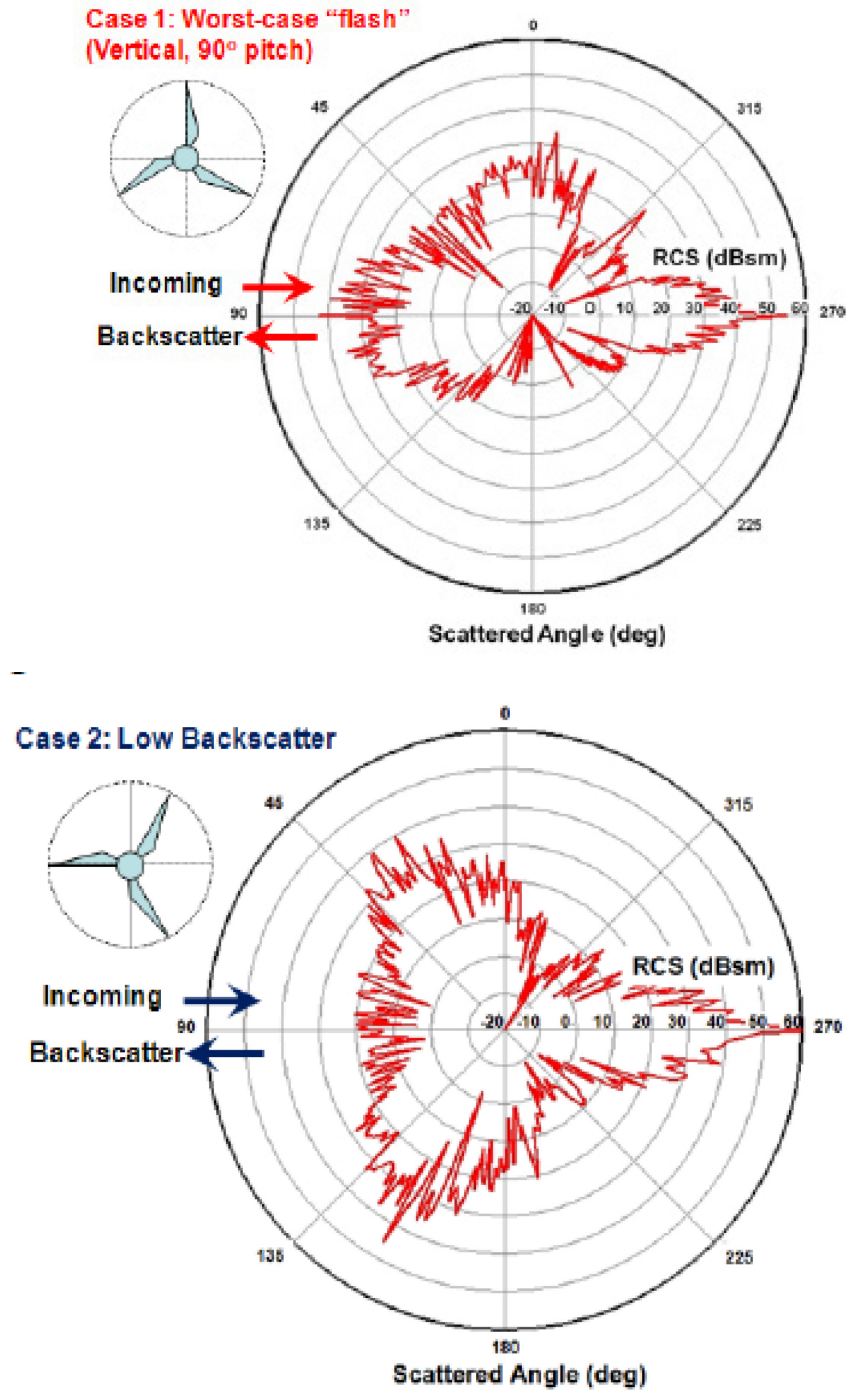 Case 1: Worst-case “flash”
(Vertical, 90° pitch)
0
45
315
RCS (dBsm)
Incoming
90
-20 -10 0 10 20 30 40 50 60
270
Backscatter
135
225
180
Scattered Angle (deg)
Case 2: Low Backscatter
0
45
315
RCS (dBsm)
Incoming
90
-20 -10 0 10 20 30 40 50 60
270
Backscatter
135
225
180
Scattered Angle (deg)